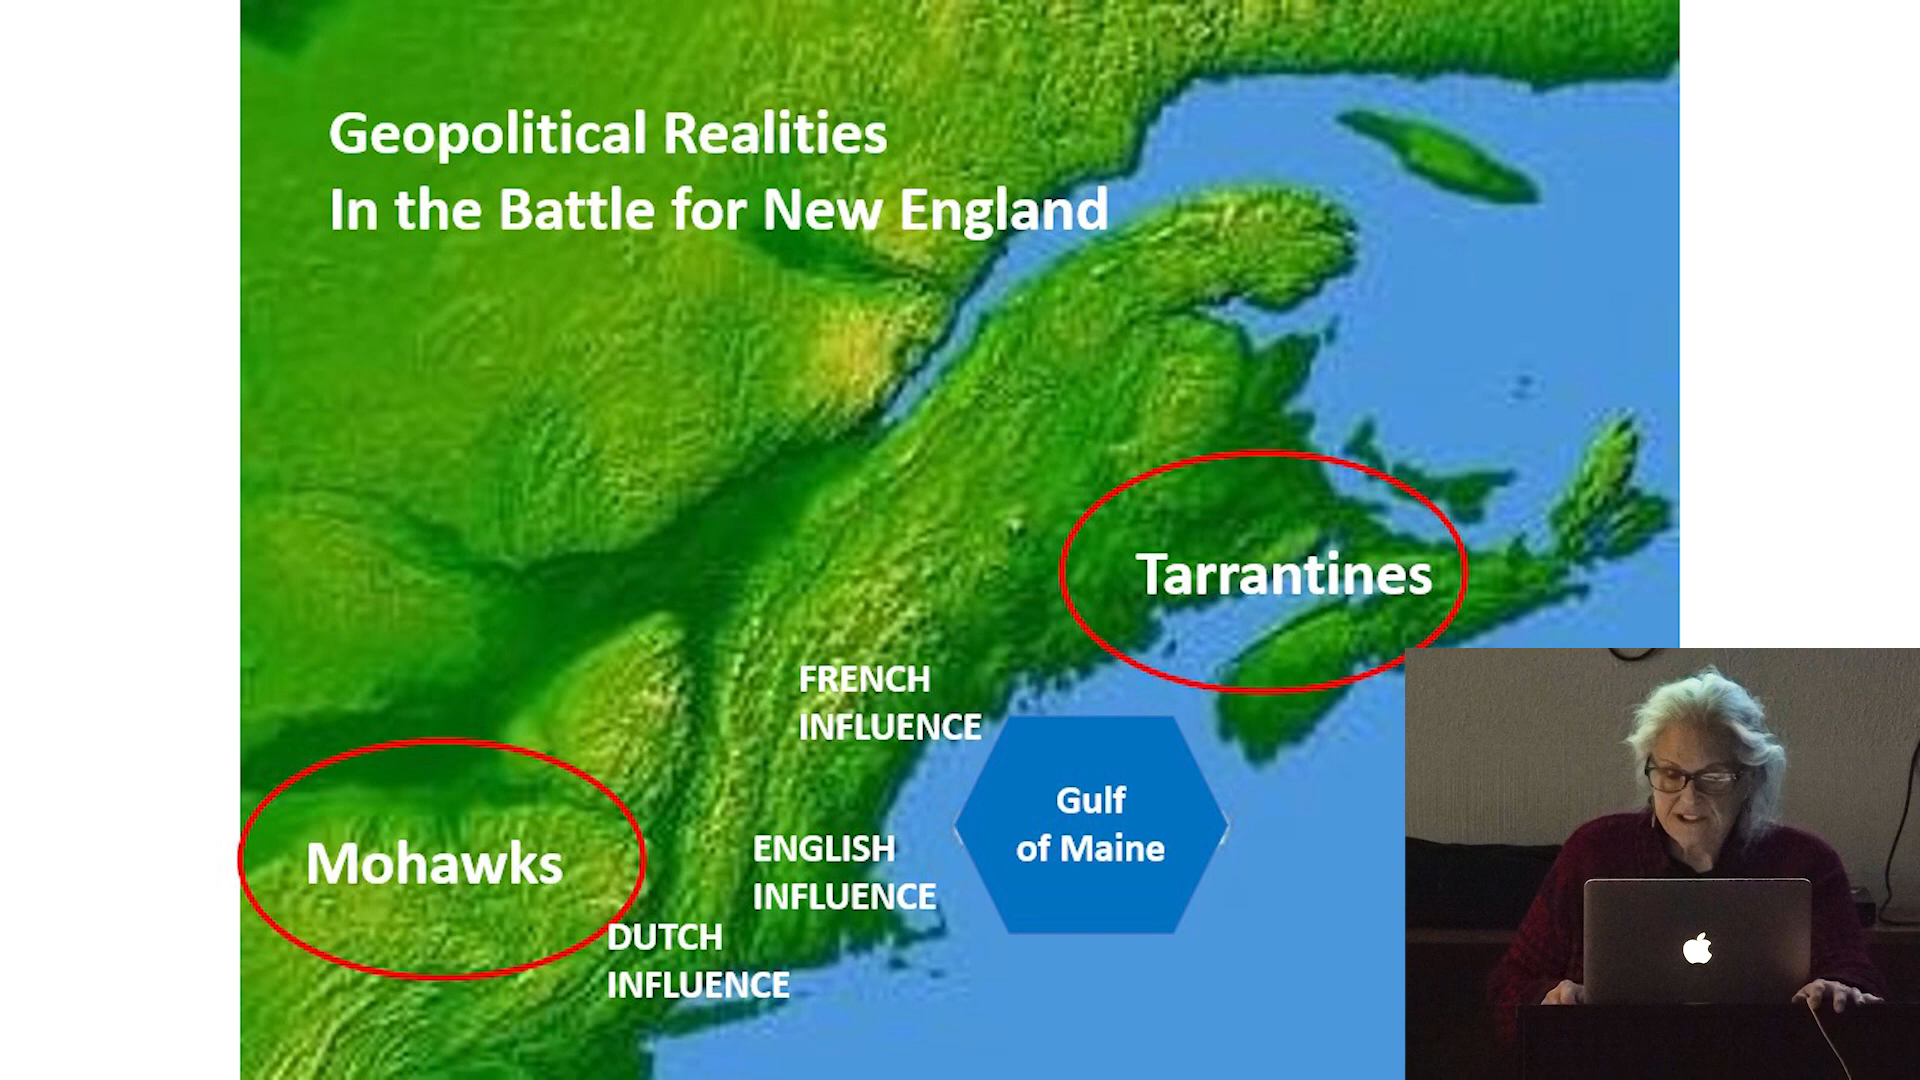 Geopolitical Realities
In the Battle for New England
Tarrantines
FRENCH
INFLUENCE
Gulf
of Maine
Mohawks
ENGLISH
INFLUENCE
DUTCH
INFLUENCE